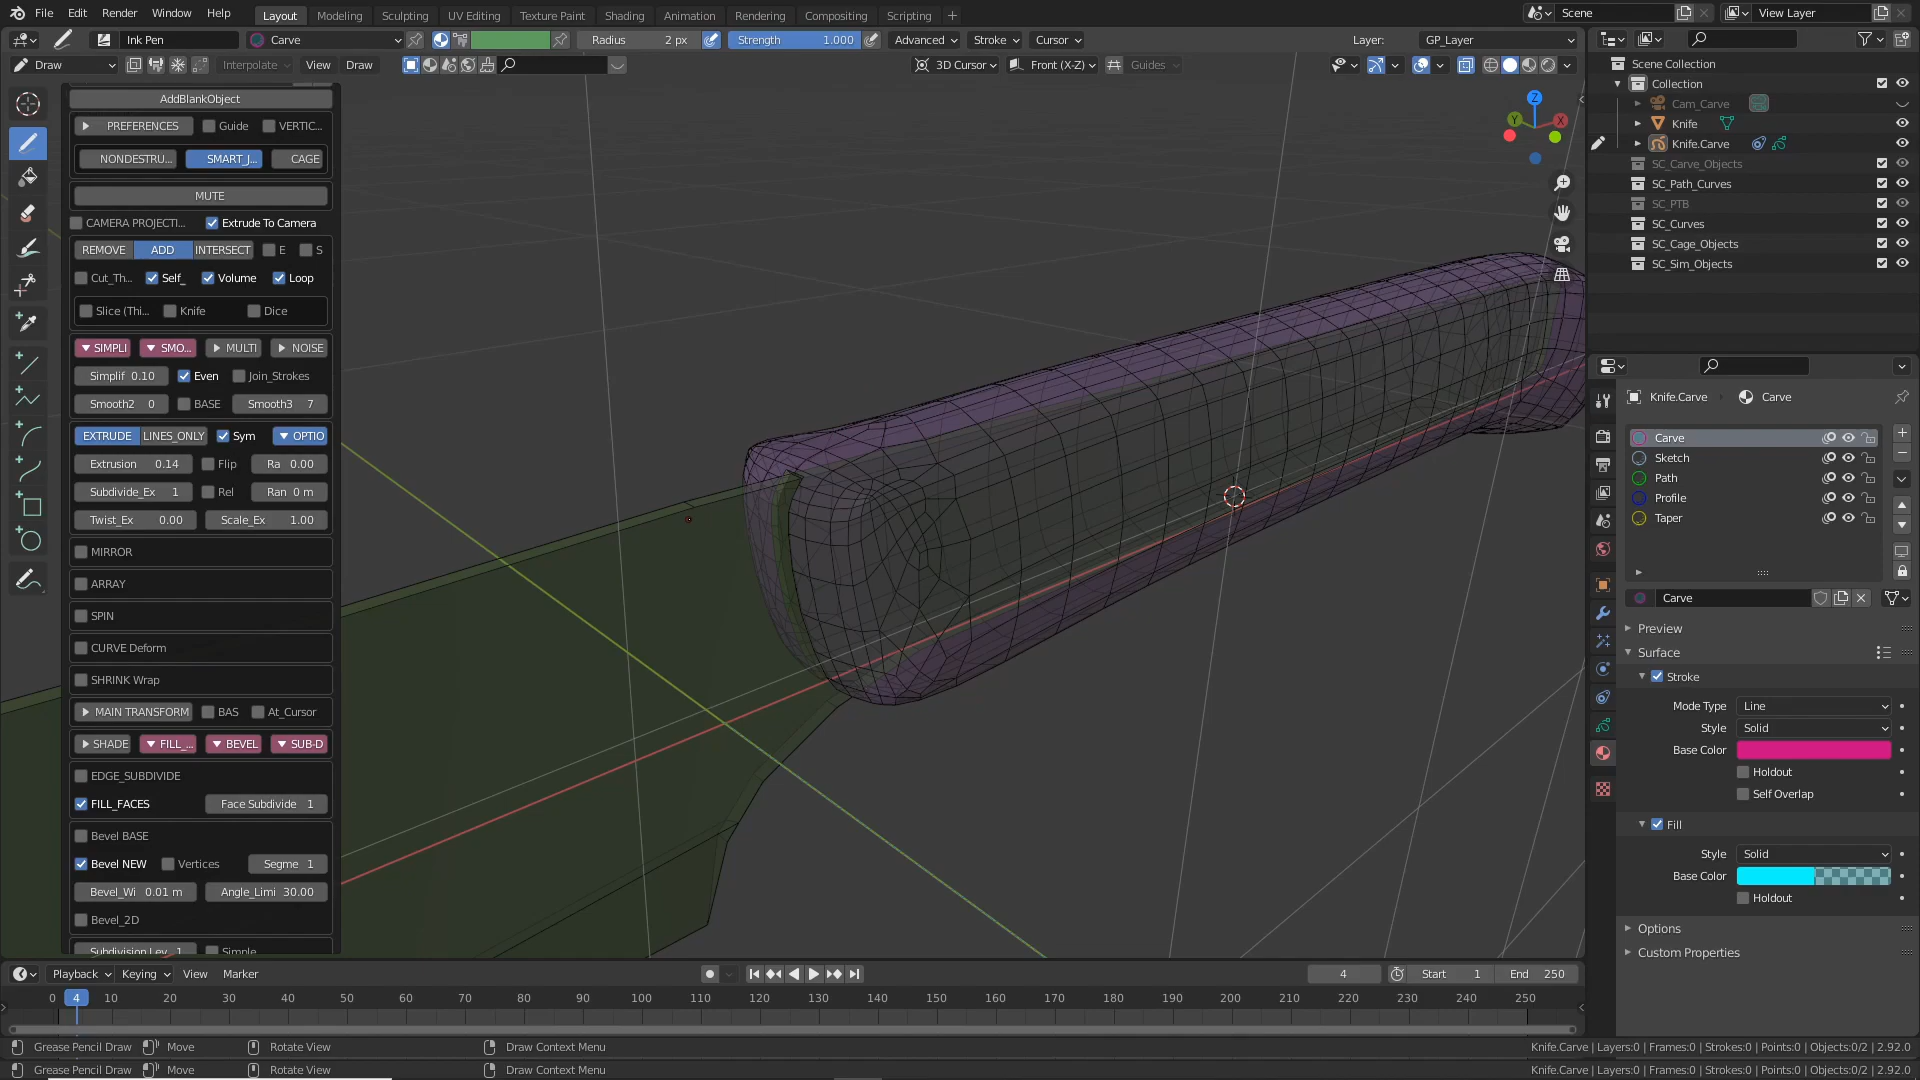 File Edit Render Window Help Layout Modeling Sculpting UV Editing Texture Paint Shading Animation Rendering Compositing Scripting + Scene View Layer
Ink Pen Carve Radius 2 px Strength 1.000 Advanced Stroke Cursor Layer: GP_Layer
Draw Interpolate View Draw 3D Cursor Front (X-Z) Guides
AddBlankObject
PREFERENCES Guide VERTIC...
NONDESTRU... SMART_J... CAGE
MUTE
CAMERA PROJECTI... Extrude To Camera
REMOVE ADD INTERSECT E S
Cut_Th... Self_ Volume Loop
Slice (Thi... Knife Dice
SIMPLI SMO... MULTI NOISE
Simplif 0.10 Even Join_Strokes
Smooth2 0 BASE Smooth3 7
EXTRUDE LINES_ONLY Sym OPTIO
Extrusion 0.14 Flip Ra 0.00
Subdivide_Ex 1 Rel Ran 0 m
Twist_Ex 0.00 Scale_Ex 1.00
MIRROR
ARRAY
SPIN
CURVE Deform
SHRINK Wrap
MAIN TRANSFORM BAS At_Cursor
SHADE FILL_... BEVEL SUB-D
EDGE_SUBDIVIDE
FILL_FACES Face Subdivide 1
Bevel BASE
Bevel NEW Vertices Segme 1
Bevel_Wi 0.01 m Angle_Limi 30.00
Bevel_2D
Subdivision Lev 1 Simple
Z
Y X
Scene Collection
Collection
Cam_Carve
Knife
Knife.Carve
SC_Carve_Objects
SC_Path_Curves
SC_PTB
SC_Curves
SC_Cage_Objects
SC_Sim_Objects
Knife.Carve Carve
Carve
Sketch
Path
Profile
Taper
Carve
Preview
Surface
Stroke
Mode Type Line
Style Solid
Base Color
Holdout
Self Overlap
Fill
Style Solid
Base Color
Holdout
Options
Custom Properties
Playback Keying View Marker 4 Start 1 End 250
0 4 10 20 30 40 50 60 70 80 90 100 110 120 130 140 150 160 170 180 190 200 210 220 230 240 250
Grease Pencil Draw Move Rotate View Draw Context Menu Knife.Carve | Layers:0 | Frames:0 | Strokes:0 | Points:0 | Objects:0/2 | 2.92.0
Grease Pencil Draw Move Rotate View Draw Context Menu Knife.Carve | Layers:0 | Frames:0 | Strokes:0 | Points:0 | Objects:0/2 | 2.92.0